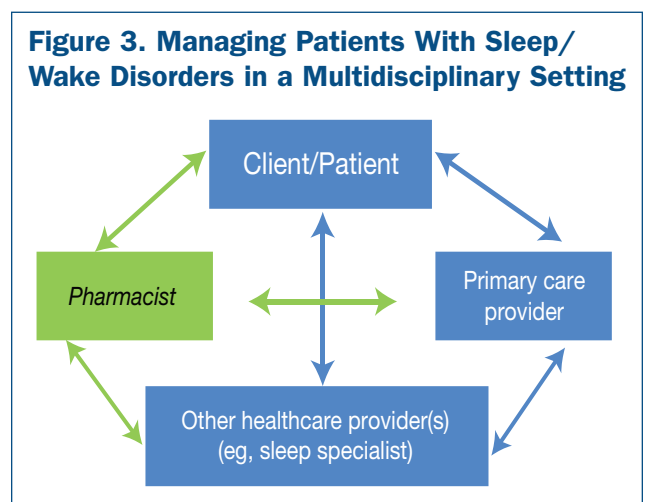 Figure 3. Managing Patients With Sleep/
Wake Disorders in a Multidisciplinary Setting
Client/Patient
Pharmacist
Primary care
provider
Other healthcare provider(s)
(eg, sleep specialist)